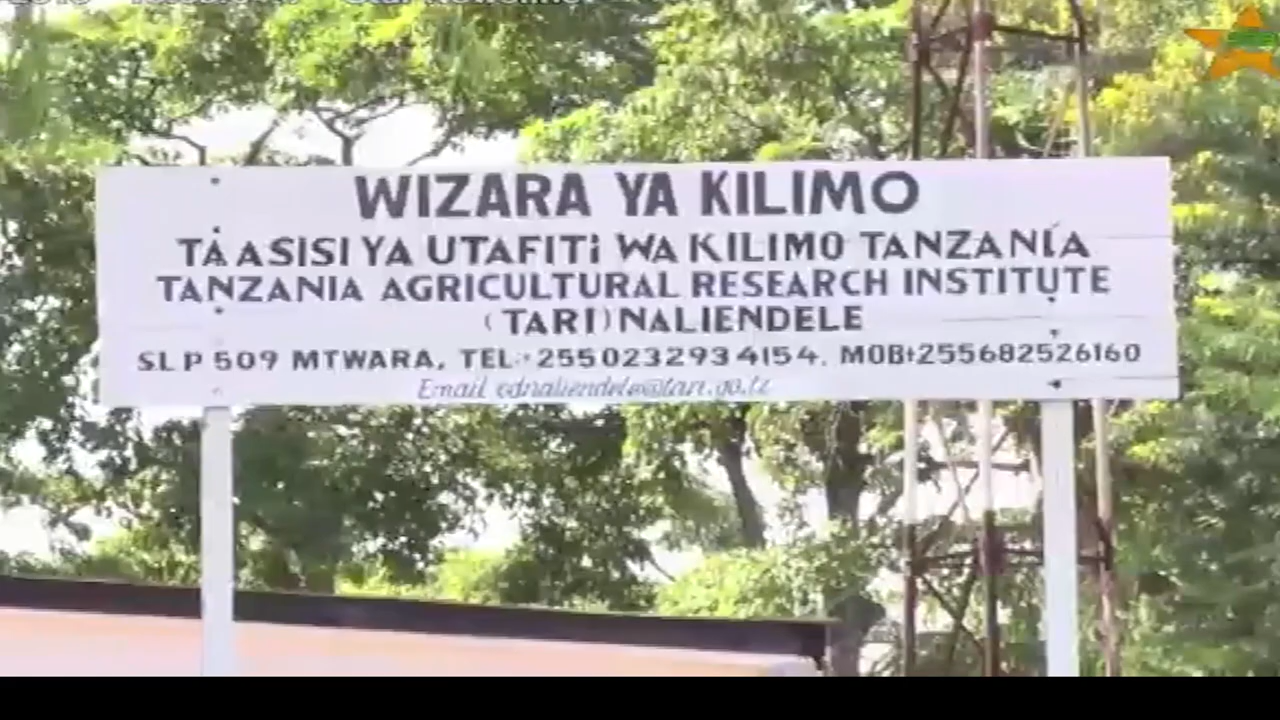 WIZARA YA KILIMO
TAASISI YA UTAFITI WA KILIMO TANZANIA
TANZANIA AGRICULTURAL RESEARCH INSTITUTE
(TARI) NALIENDELE
S L P 509 MTWARA, TEL:+255023293 4154. MOB+255682526160
Email cdnaliendele@tari.go.tz